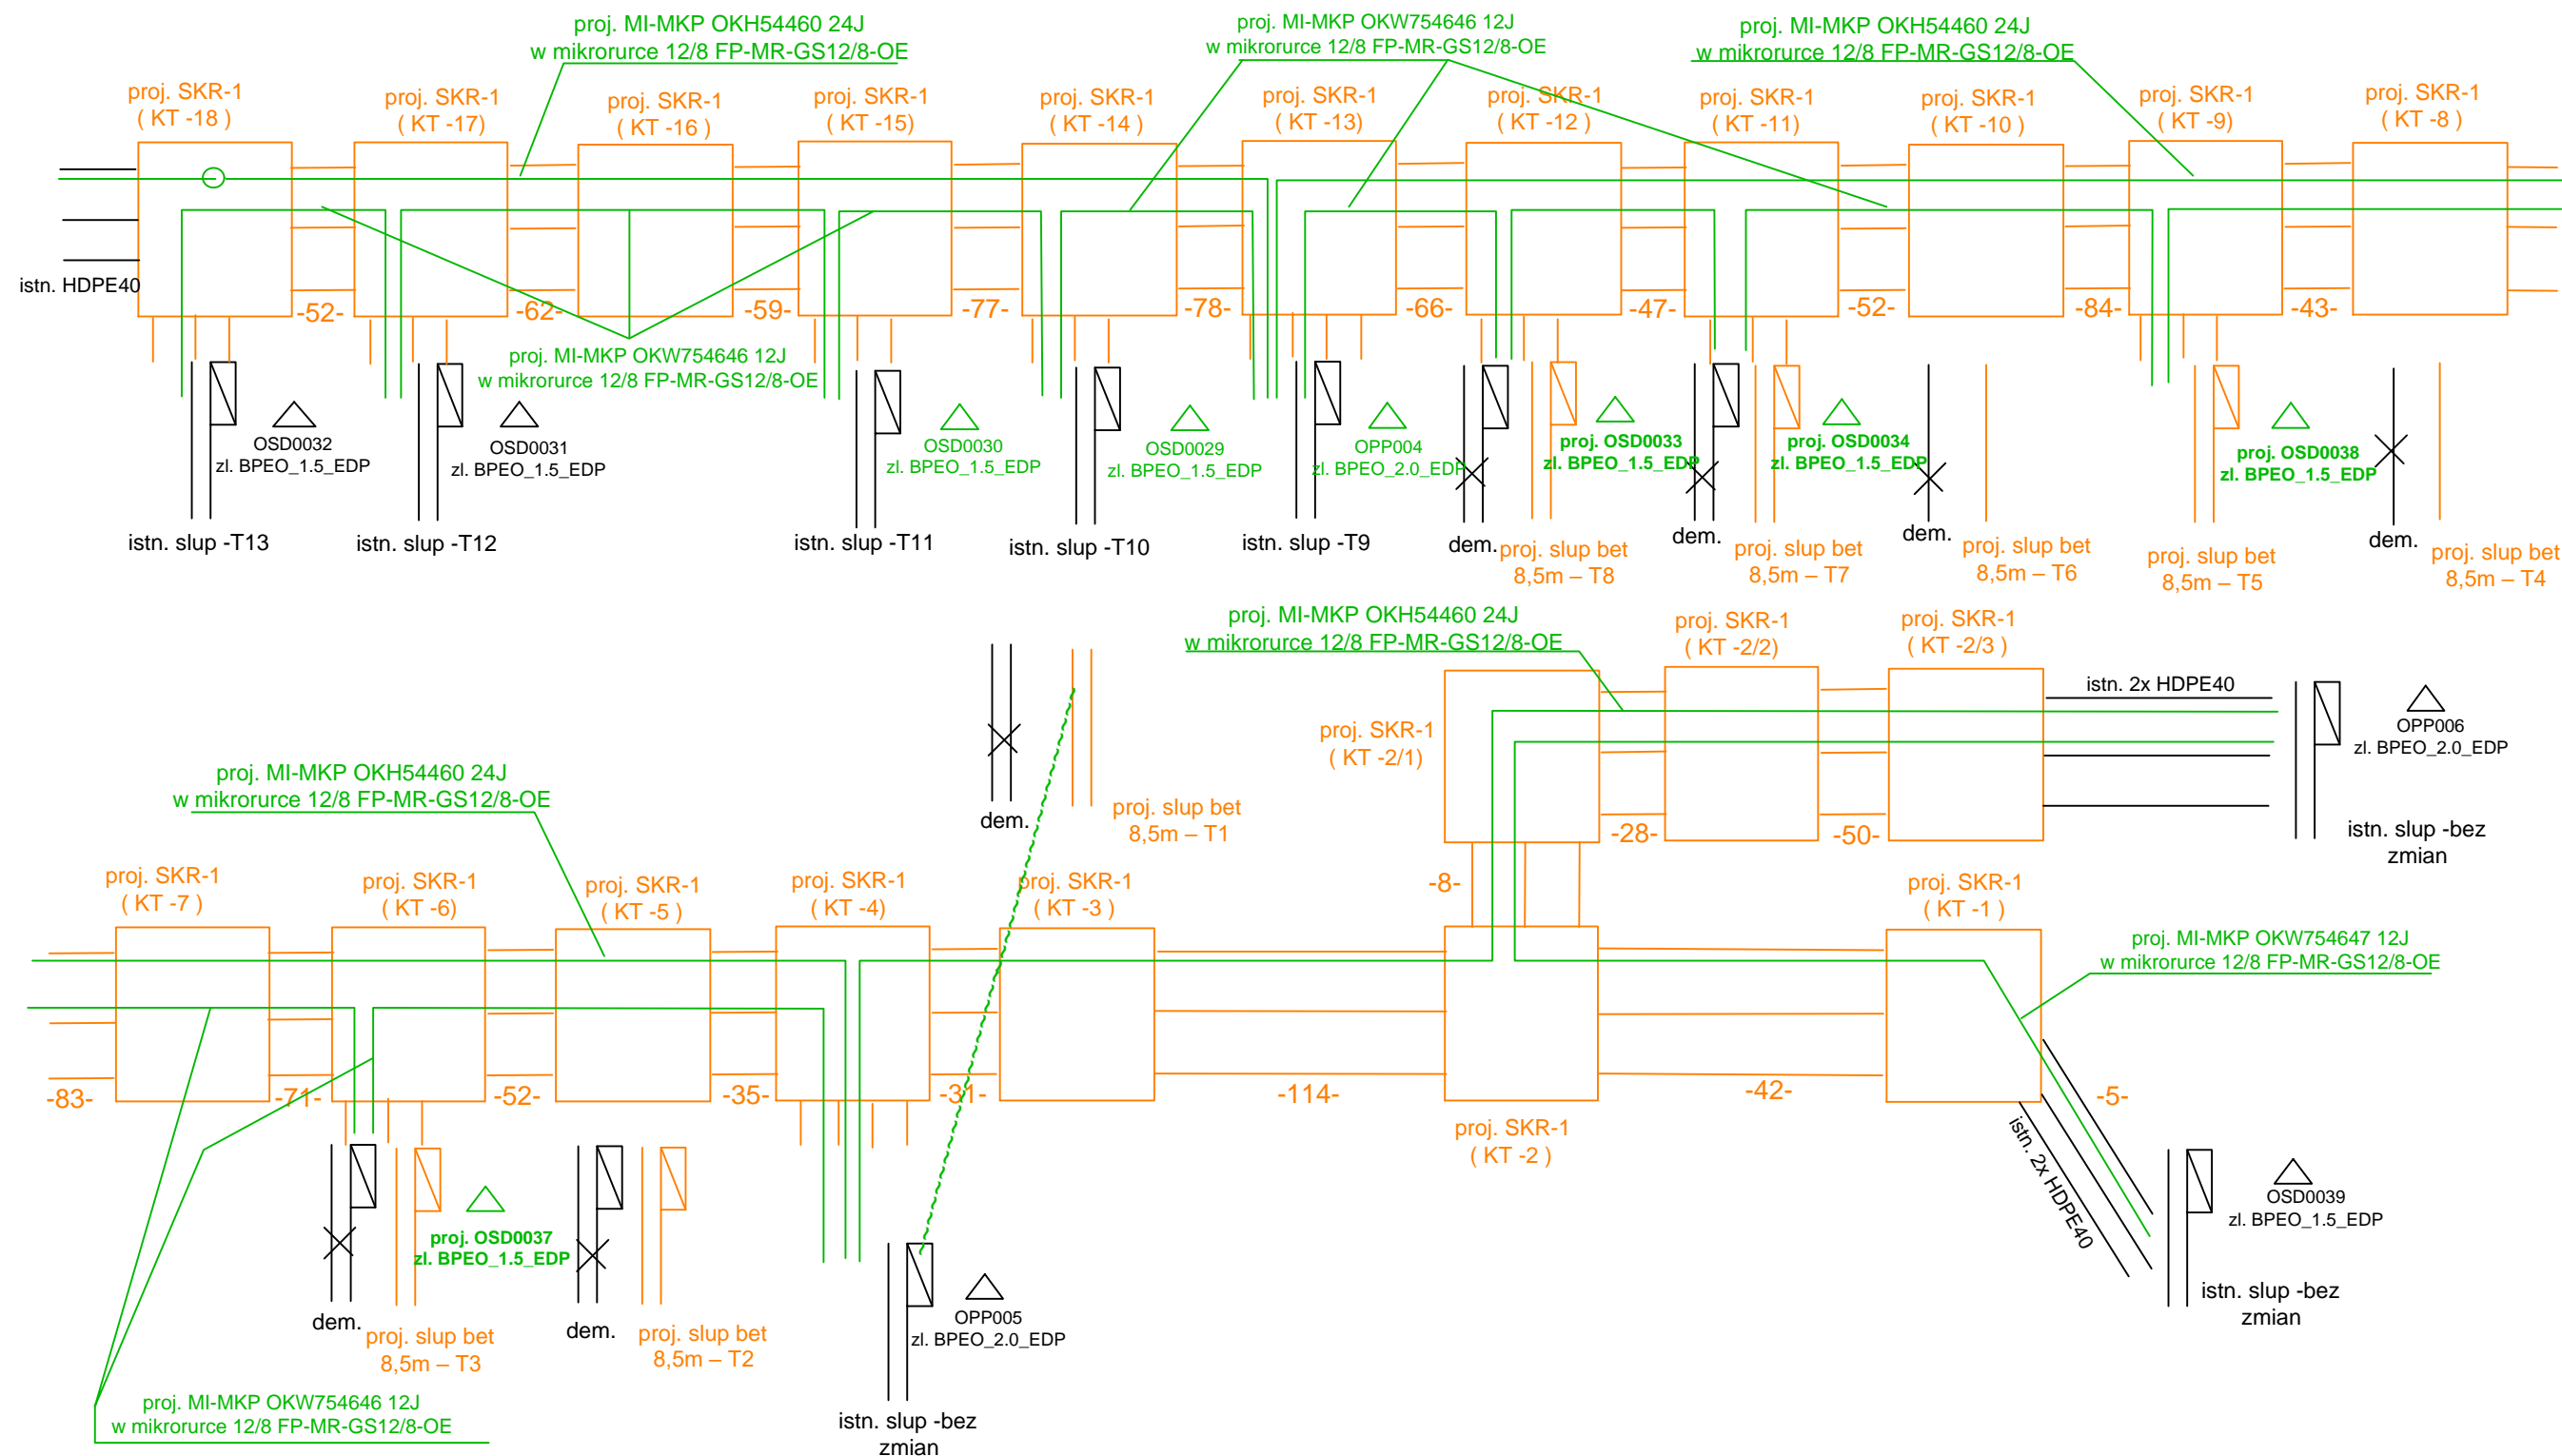 proj. MI-MKP OKH54460 24J
w mikrorurce 12/8 FP-MR-GS12/8-OE
proj. MI-MKP OKW754646 12J
w mikrorurce 12/8 FP-MR-GS12/8-OE
proj. MI-MKP OKH54460 24J
w mikrorurce 12/8 FP-MR-GS12/8-OE
proj. SKR-1
( KT -18 )
proj. SKR-1
( KT -17)
proj. SKR-1
( KT -16 )
proj. SKR-1
( KT -15)
proj. SKR-1
( KT -14 )
proj. SKR-1
( KT -13)
proj. SKR-1
( KT -12 )
proj. SKR-1
( KT -11)
proj. SKR-1
( KT -10 )
proj. SKR-1
( KT -9)
proj. SKR-1
( KT -8 )
istn. HDPE40
-52-
-62-
-59-
-77-
-78-
-66-
-47-
-52-
-84-
-43-
proj. MI-MKP OKW754646 12J
w mikrorurce 12/8 FP-MR-GS12/8-OE
OSD0032
zl. BPEO_1.5_EDP
OSD0031
zl. BPEO_1.5_EDP
OSD0030
zl. BPEO_1.5_EDP
OSD0029
zl. BPEO_1.5_EDP
OPP004
zl. BPEO_2.0_EDP
proj. OSD0033
zl. BPEO_1.5_EDP
proj. OSD0034
zl. BPEO_1.5_EDP
proj. OSD0038
zl. BPEO_1.5_EDP
istn. slup -T13
istn. slup -T12
istn. slup -T11
istn. slup -T10
istn. slup -T9
dem.
proj. slup bet
8,5m – T8
dem.
proj. slup bet
8,5m – T7
dem.
proj. slup bet
8,5m – T6
proj. slup bet
8,5m – T5
dem.
proj. slup bet
8,5m – T4
proj. MI-MKP OKH54460 24J
w mikrorurce 12/8 FP-MR-GS12/8-OE
proj. SKR-1
( KT -2/2)
proj. SKR-1
( KT -2/3 )
istn. 2x HDPE40
OPP006
zl. BPEO_2.0_EDP
proj. SKR-1
( KT -2/1)
proj. MI-MKP OKH54460 24J
w mikrorurce 12/8 FP-MR-GS12/8-OE
dem.
proj. slup bet
8,5m – T1
-28-
-50-
istn. slup -bez
zmian
-8-
proj. SKR-1
( KT -7 )
proj. SKR-1
( KT -6)
proj. SKR-1
( KT -5 )
proj. SKR-1
( KT -4)
proj. SKR-1
( KT -3 )
proj. SKR-1
( KT -1 )
proj. MI-MKP OKW754647 12J
w mikrorurce 12/8 FP-MR-GS12/8-OE
-83-
-71-
-52-
-35-
-31-
-114-
-42-
-5-
proj. SKR-1
( KT -2 )
istn. 2x HDPE40
OSD0039
zl. BPEO_1.5_EDP
istn. slup -bez
zmian
proj. OSD0037
zl. BPEO_1.5_EDP
dem.
proj. slup bet
8,5m – T3
dem.
proj. slup bet
8,5m – T2
OPP005
zl. BPEO_2.0_EDP
istn. slup -bez
zmian
proj. MI-MKP OKW754646 12J
w mikrorurce 12/8 FP-MR-GS12/8-OE